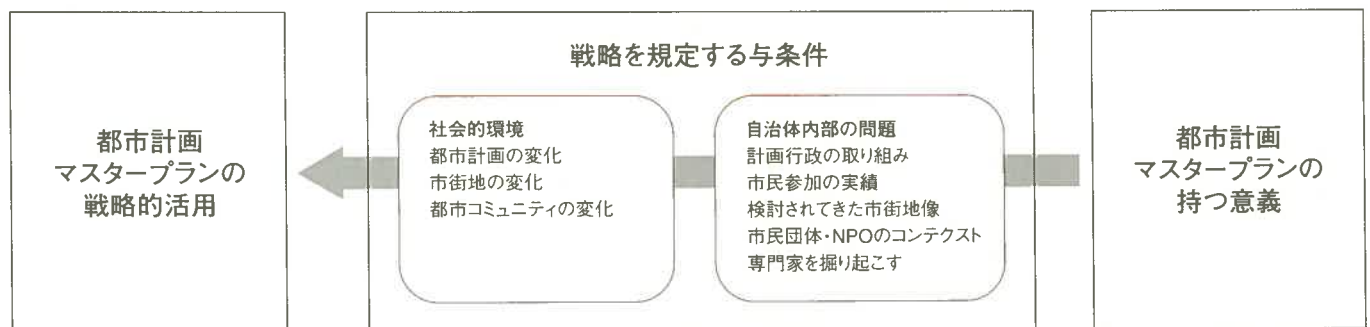 都市計画
マスタープランの
戦略的活用
戦略を規定する与条件
社会的環境
都市計画の変化
市街地の変化
都市コミュニティの変化
自治体内部の問題
計画行政の取り組み
市民参加の実績
検討されてきた市街地像
市民団体・NPOのコンテクスト
専門家を掘り起こす
都市計画
マスタープランの
持つ意義